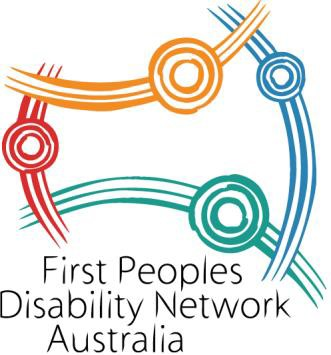 First Peoples
Disability Network
Australia